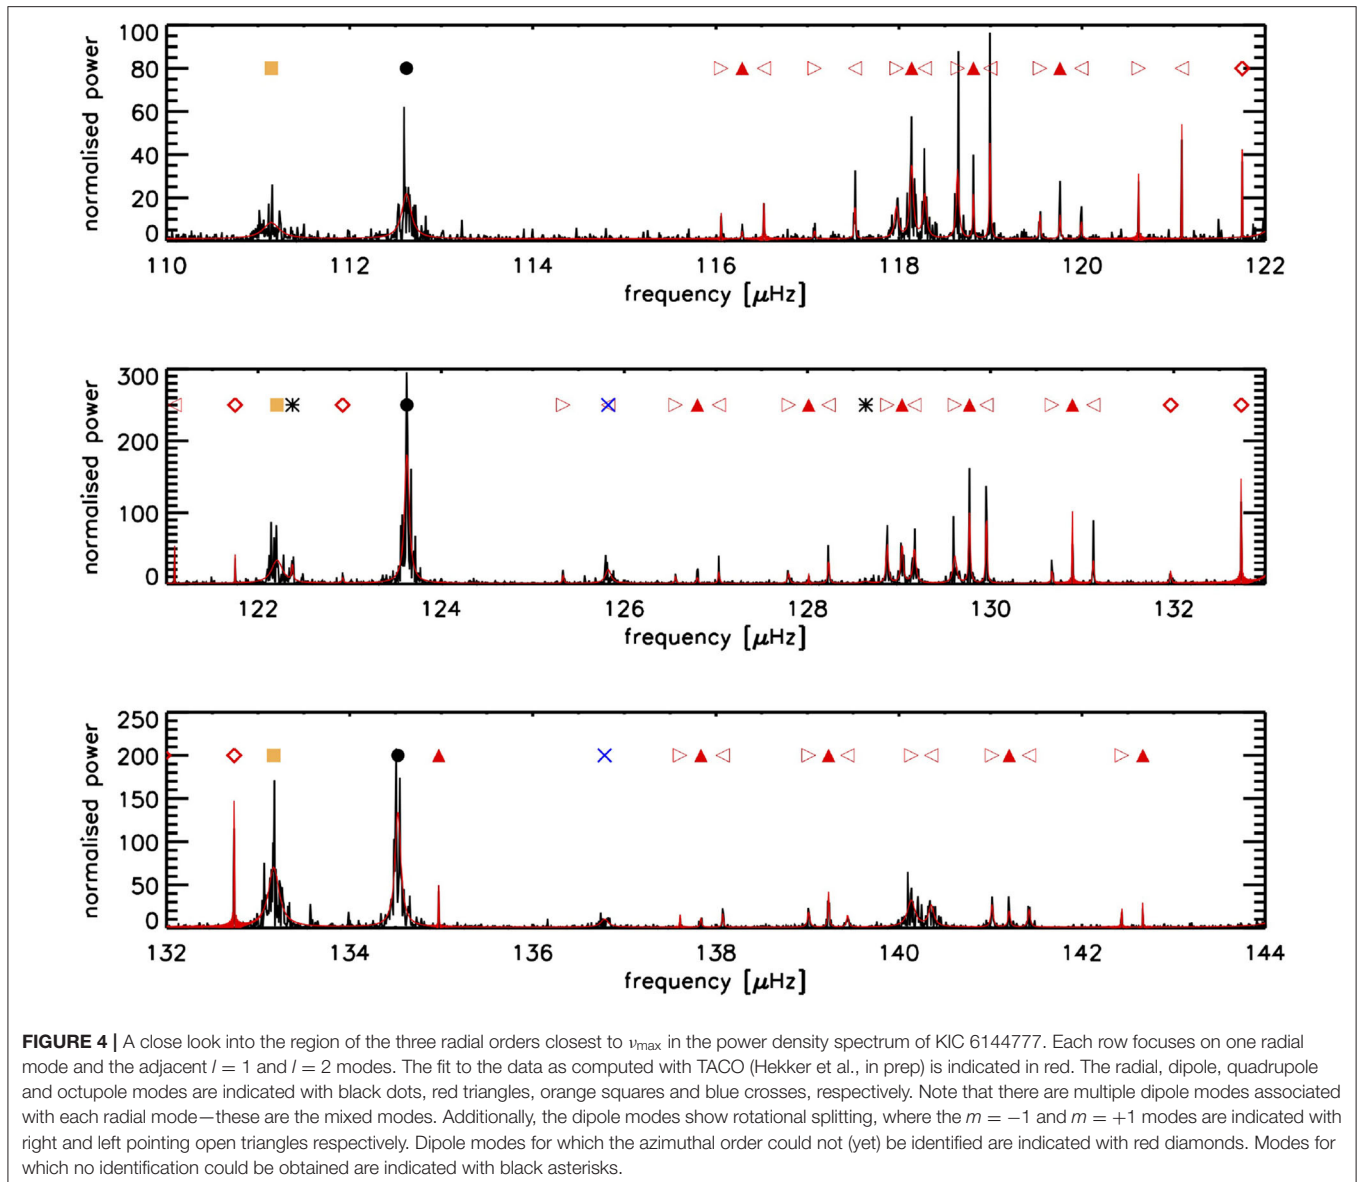 100
80
60
40
20
0
normalised power
110 112 114 116 118 120 122
frequency [μHz]
300
200
100
0
normalised power
122 124 126 128 130 132
frequency [μHz]
250
200
150
100
50
0
normalised power
132 134 136 138 140 142 144
frequency [μHz]
FIGURE 4 | A close look into the region of the three radial orders closest to νmax in the power density spectrum of KIC 6144777. Each row focuses on one radial
mode and the adjacent l = 1 and l = 2 modes. The fit to the data as computed with TACO (Hekker et al., in prep) is indicated in red. The radial, dipole, quadrupole
and octupole modes are indicated with black dots, red triangles, orange squares and blue crosses, respectively. Note that there are multiple dipole modes associated
with each radial mode—these are the mixed modes. Additionally, the dipole modes show rotational splitting, where the m = −1 and m = +1 modes are indicated with
right and left pointing open triangles respectively. Dipole modes for which the azimuthal order could not (yet) be identified are indicated with red diamonds. Modes for
which no identification could be obtained are indicated with black asterisks.